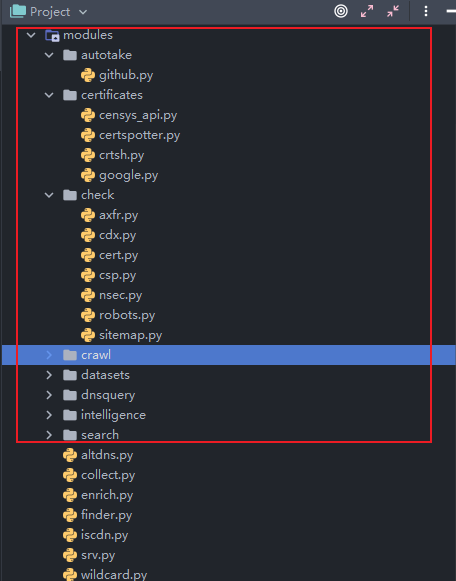 Project
modules
autotake
github.py
certificates
censys_api.py
certspotter.py
crtsh.py
google.py
check
axfr.py
cdx.py
cert.py
csp.py
nsec.py
robots.py
sitemap.py
crawl
datasets
dnsquery
intelligence
search
altdns.py
collect.py
enrich.py
finder.py
iscdn.py
srv.py
wildcard.py